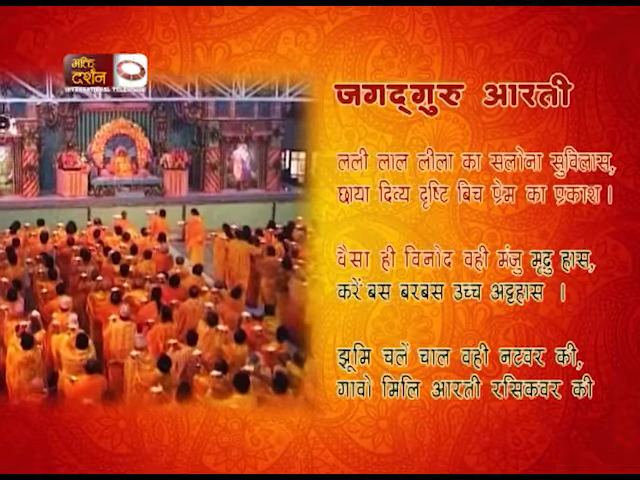 भक्ति
दर्शन
INTERNATIONAL TELEVISION
जगद्गुरु आरती
लली लाल लीला का सलोना सुविलास,
छाया दिव्य दृष्टि बिच प्रेम का प्रकाश।
वैसा ही विनोद वही मंजु मृदु हास,
करें बस बरबस उच्च अट्टहास ।
झूमि चलें चाल वही नटवर की,
गावो मिलि आरती रसिकवर की